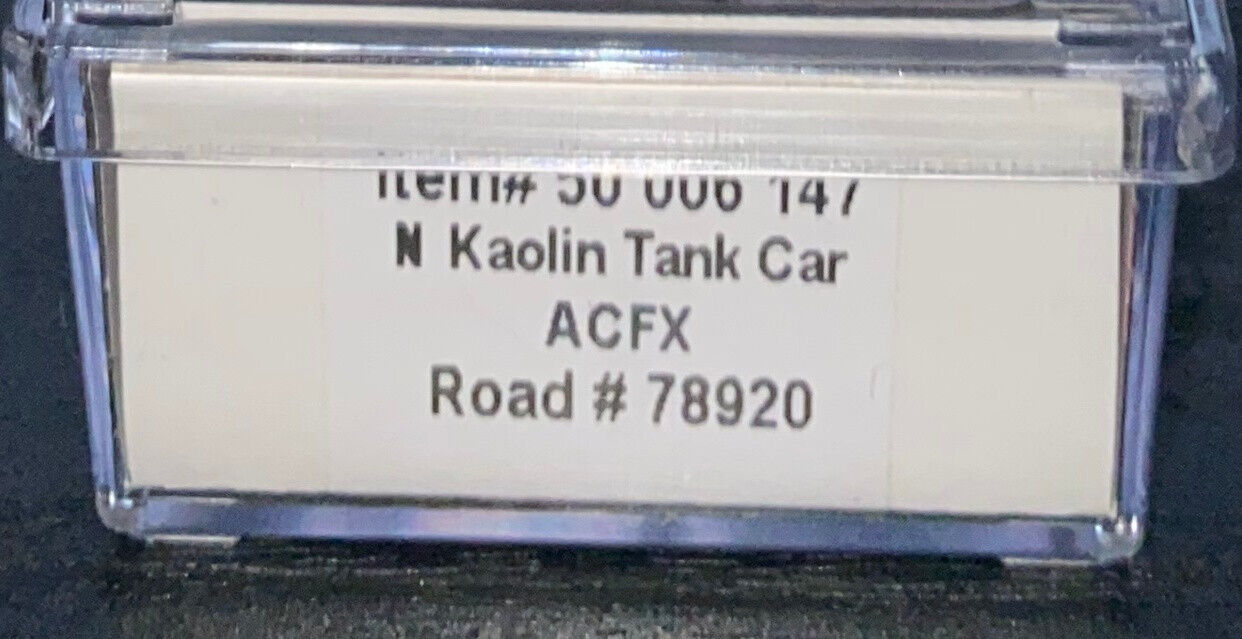 Item# 50 006 147
N Kaolin Tank Car
ACFX
Road # 78920